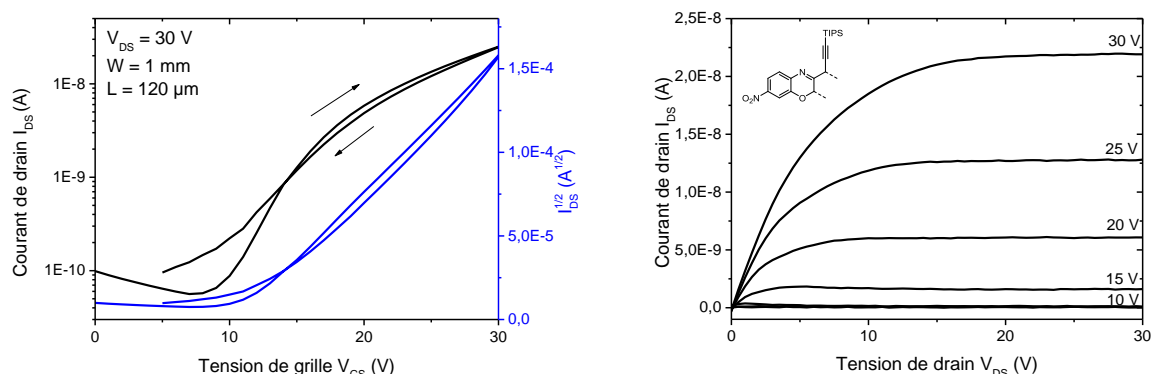 V_DS = 30 V
W = 1 mm
L = 120 µm
1E-8
1E-9
1E-10
Courant de drain I_DS (A)
0
10
20
30
Tension de grille V_GS (V)
1,5E-4
1,0E-4
5,0E-5
0,0
I_DS^1/2 (A^1/2)
2,5E-8
2,0E-8
1,5E-8
1,0E-8
5,0E-9
0,0
Courant de drain I_DS (A)
TIPS
N
O
O₂N
30 V
25 V
20 V
15 V
10 V
0
10
20
30
Tension de drain V_DS (V)